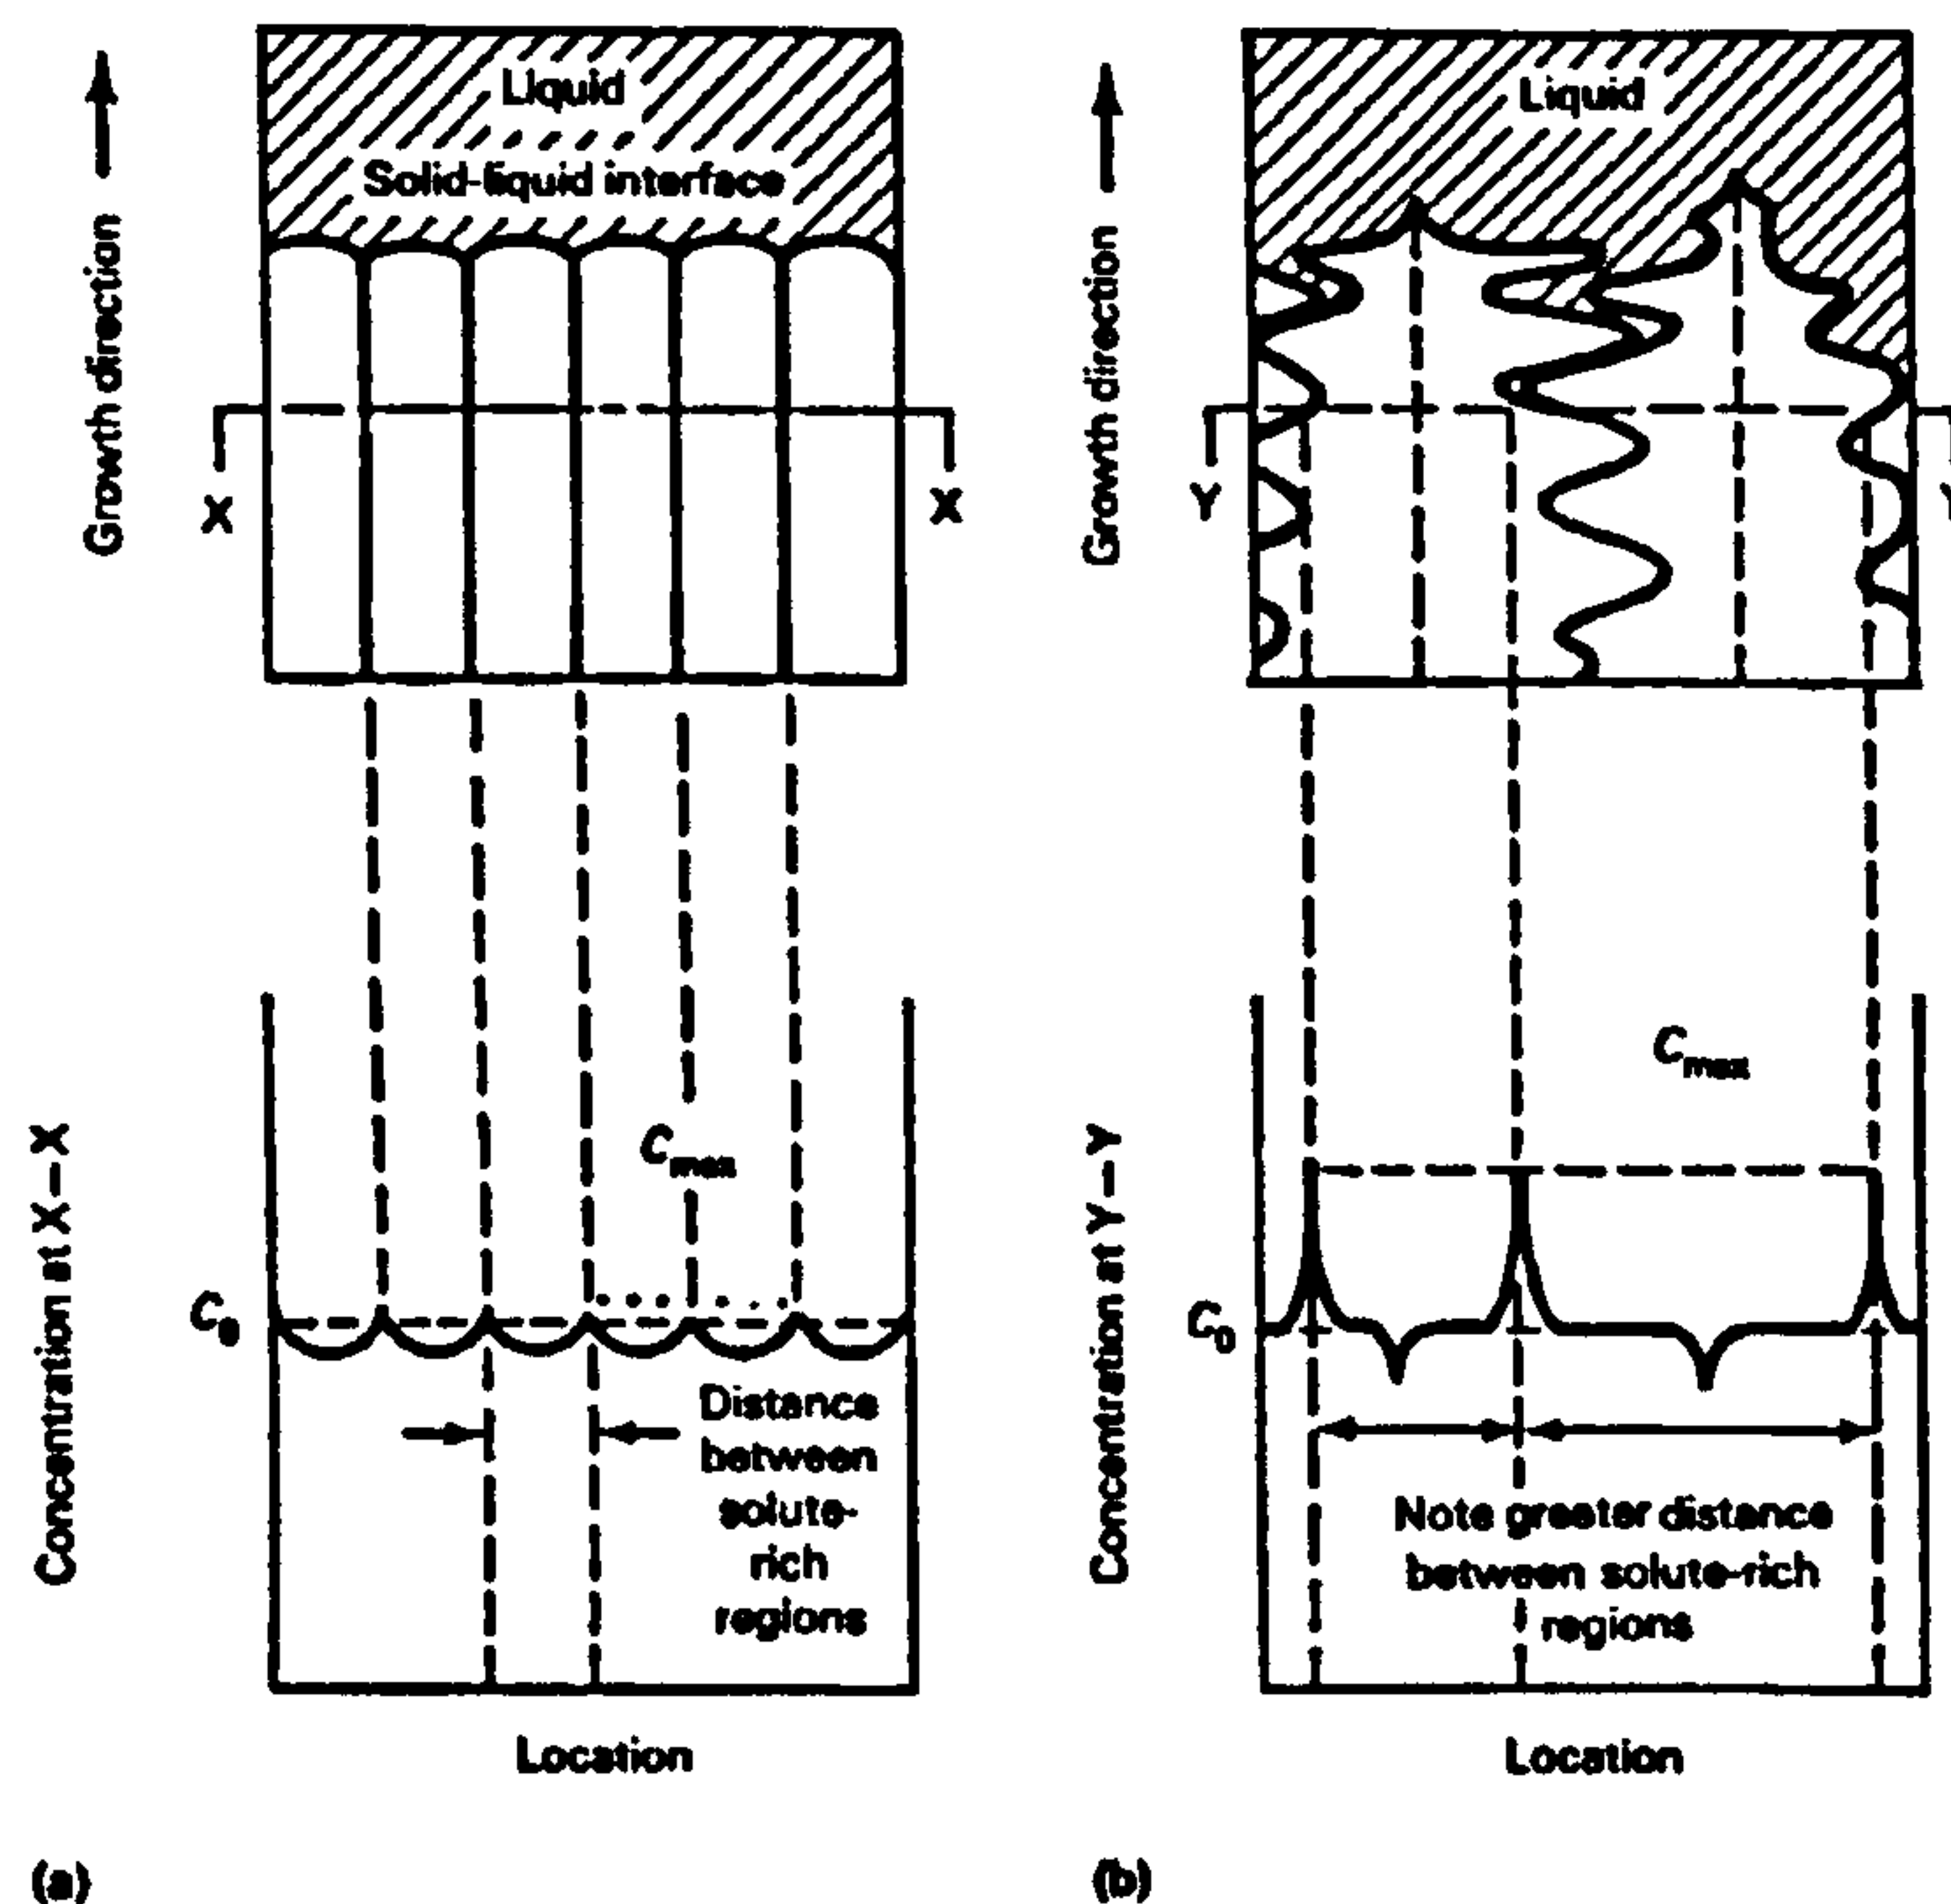 Liquid
Solid-liquid interface
Growth direction
X
X
Concentration at X–X
C0
Cmax
Distance
between
solute-
rich
regions
Location
(a)
Liquid
Growth direction
Y
Y
Concentration at Y–Y
C0
Cmax
Note greater distance
between solute-rich
regions
Location
(b)